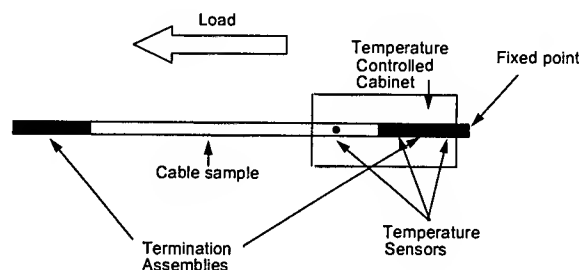 Load
Temperature
Controlled
Cabinet
Fixed point
Cable sample
Termination
Assemblies
Temperature
Sensors